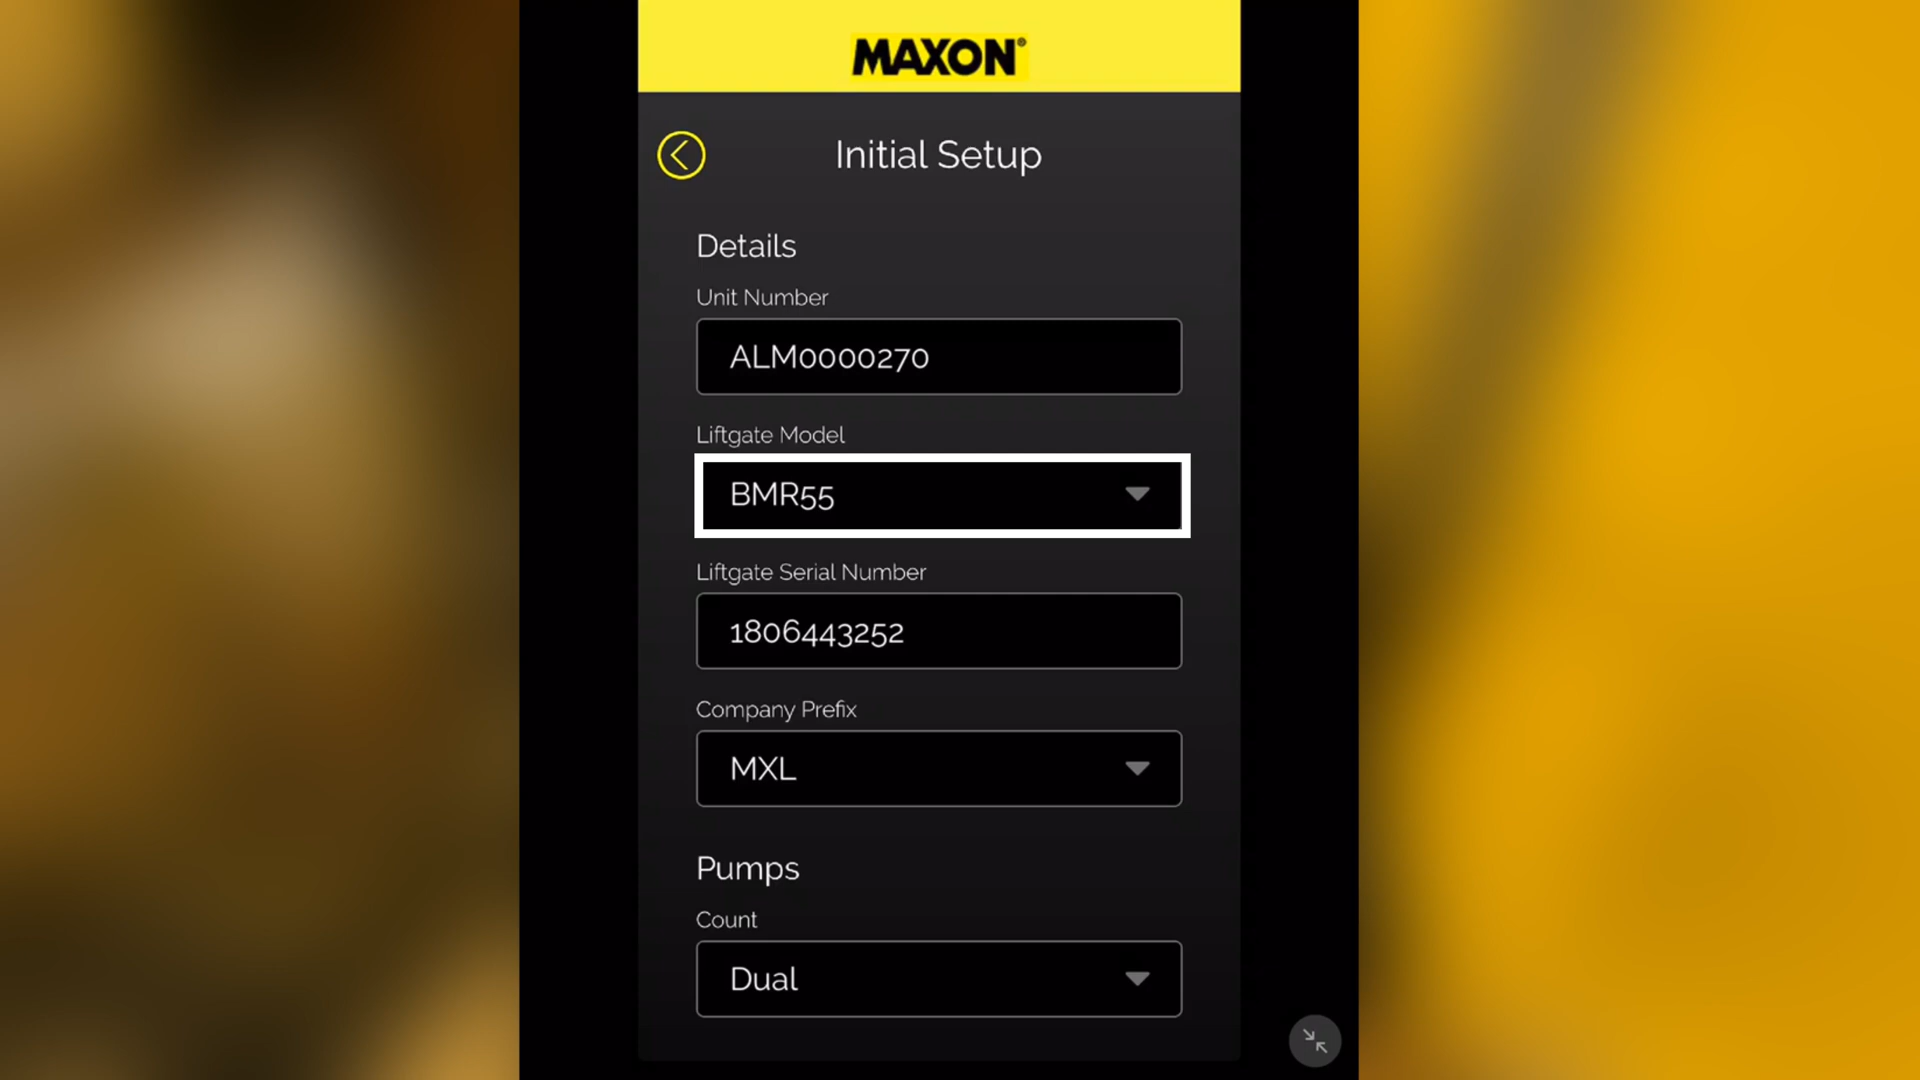 MAXON®
Initial Setup
Details
Unit Number
ALM0000270
Liftgate Model
BMR55
Liftgate Serial Number
1806443252
Company Prefix
MXL
Pumps
Count
Dual